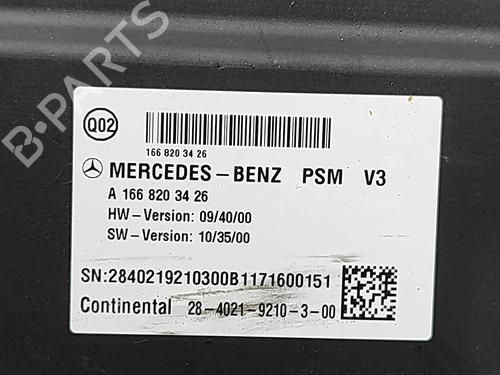 B-PARTS
Q02
166 820 34 26
MERCEDES-BENZ PSM V3
A 166 820 34 26
HW-Version: 09/40/00
SW-Version: 10/35/00
SN:2840219210300B1171600151
Continental 28-4021-9210-3-00